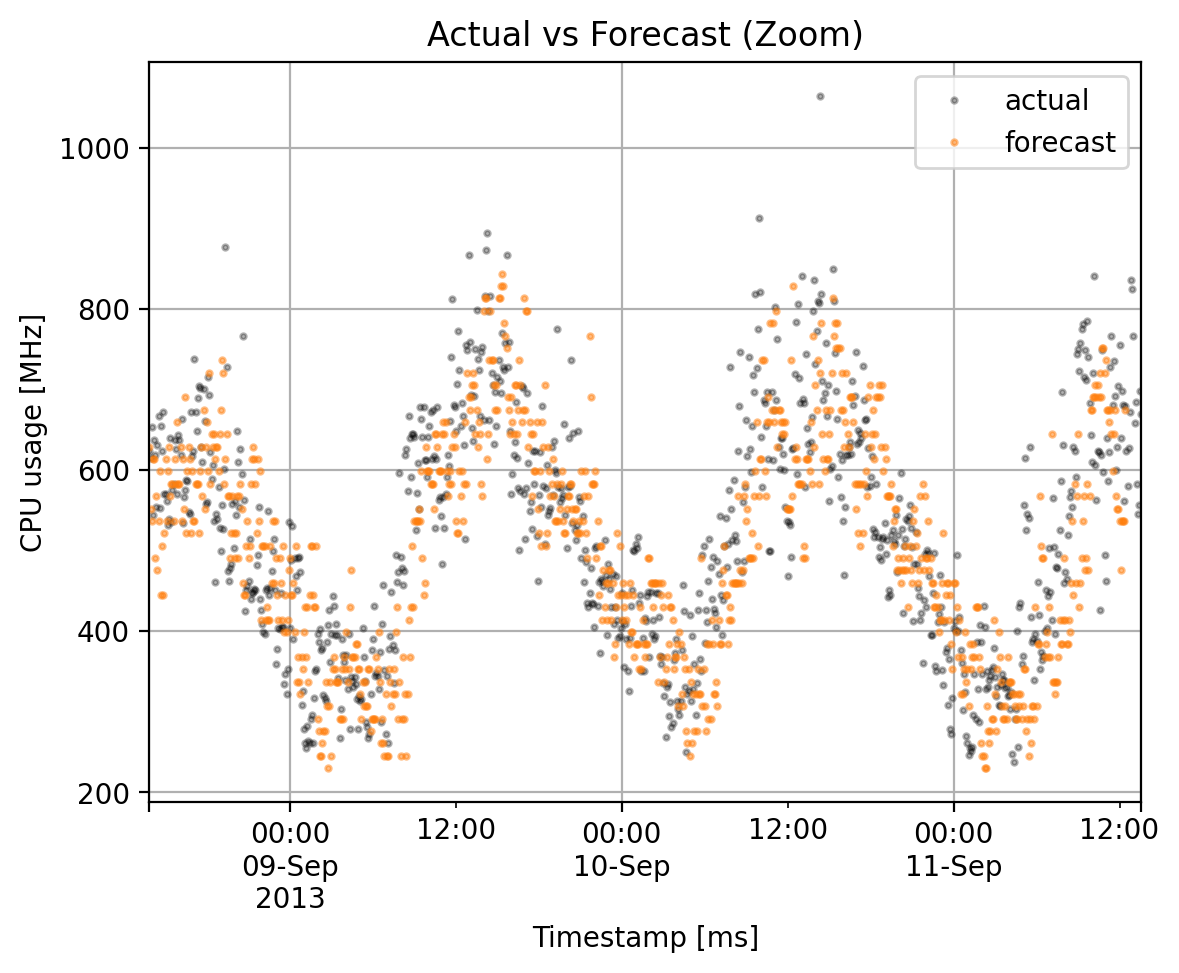 Actual vs Forecast (Zoom)
actual
forecast
CPU usage [MHz]
1000
800
600
400
200
00:00 12:00 00:00 12:00 00:00 12:00
09-Sep 10-Sep 11-Sep
2013
Timestamp [ms]